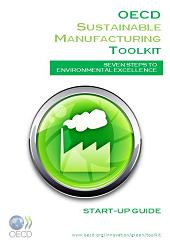 OECD
SUSTAINABLE
MANUFACTURING
TOOLKIT
SEVEN STEPS TO
ENVIRONMENTAL EXCELLENCE
START-UP GUIDE
OECD
www.oecd.org/innovation/green/toolkit